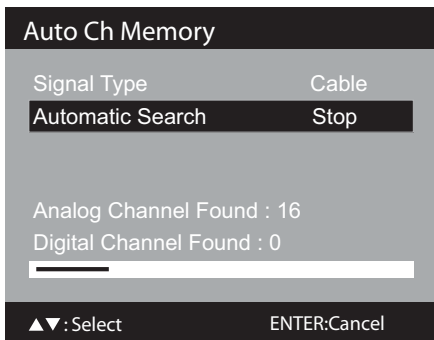 Auto Ch Memory
Signal Type Cable
Automatic Search Stop
Analog Channel Found : 16
Digital Channel Found : 0
▲▼: Select ENTER:Cancel